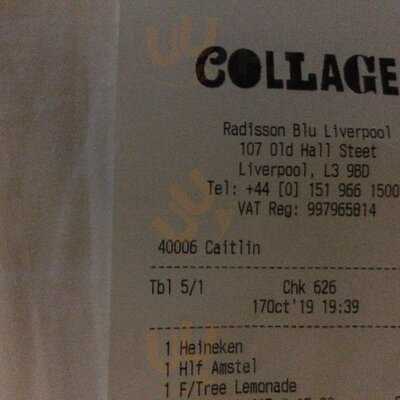 COLLAGE
Radisson Blu Liverpool
107 Old Hall Steet
Liverpool, L3 9BD
Tel: +44 [0] 151 966 1500
VAT Reg: 997965814
40006 Caitlin
Tbl 5/1 Chk 626
17Oct'19 19:39
1 Heineken
1 Hlf Amstel
1 F/Tree Lemonade